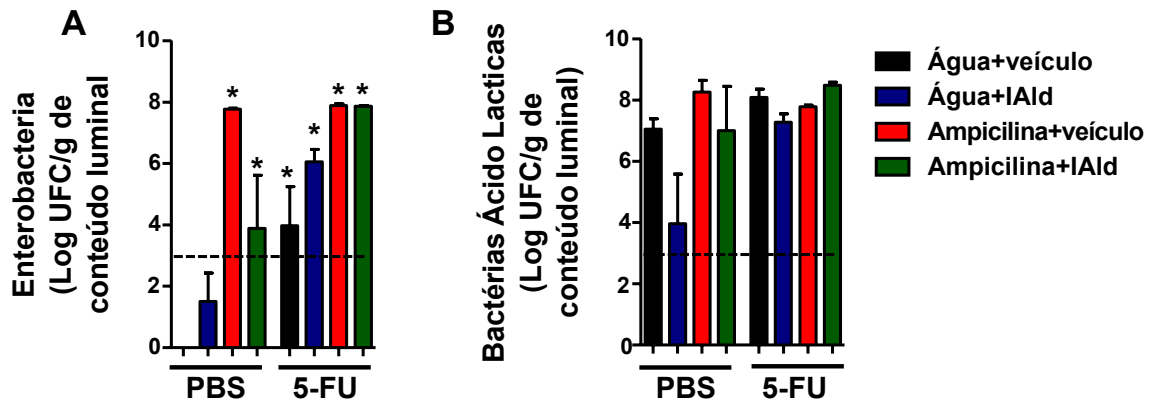 A
Enterobacteria
(Log UFC/g de
conteúdo luminal)
10
8
6
4
2
0
*
*
*
*
*
*
PBS
5-FU
B
Bactérias Ácido Lacticas
(Log UFC/g de
conteúdo luminal)
10
8
6
4
2
0
PBS
5-FU
Água+veículo
Água+IAld
Ampicilina+veículo
Ampicilina+IAld